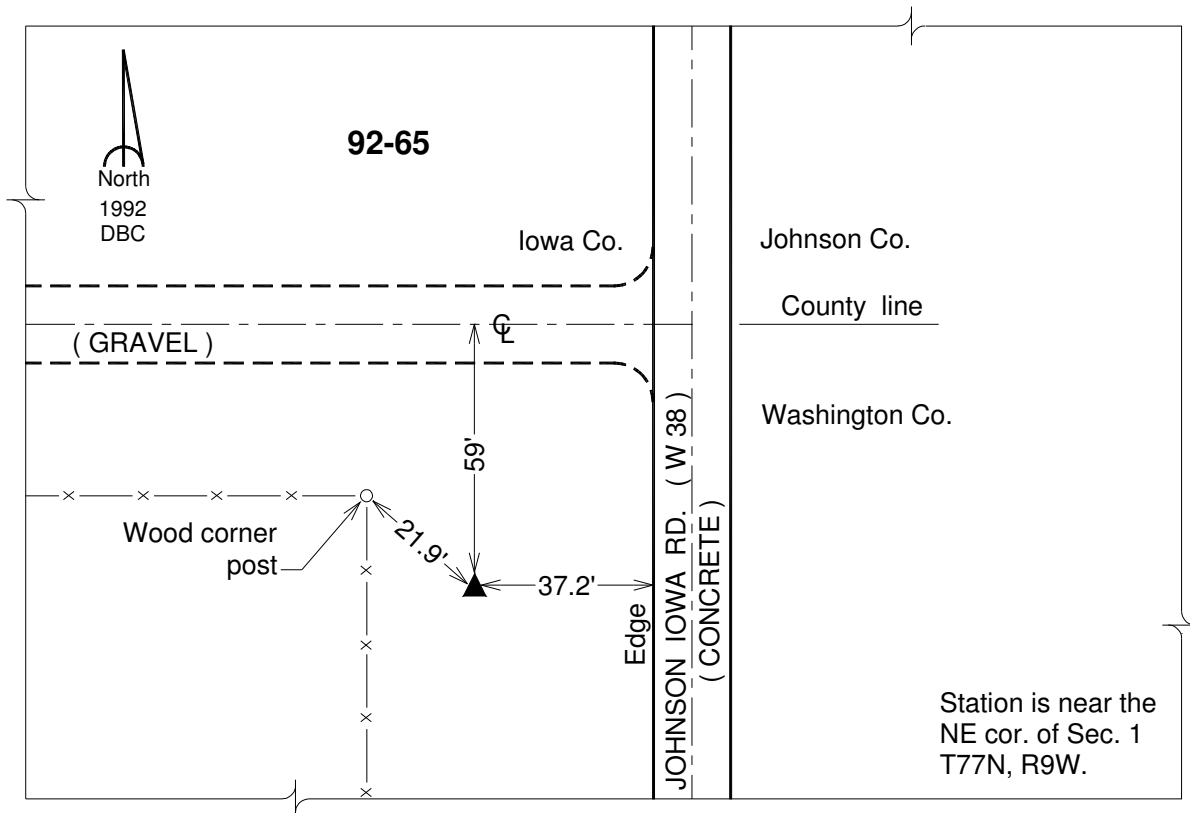 92-65
North
1992
DBC
Iowa Co.
Johnson Co.
County line
℄
( GRAVEL )
Washington Co.
59'
Wood corner
post
21.9'
37.2'
Edge
JOHNSON IOWA RD. ( W 38 )
( CONCRETE )
Station is near the
NE cor. of Sec. 1
T77N, R9W.